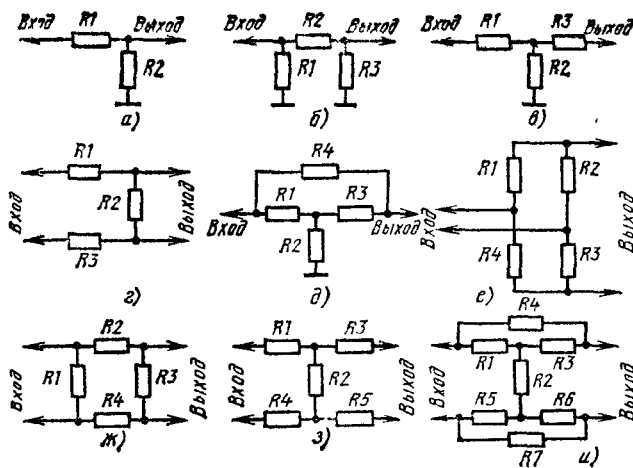 Вход R1 Выход
R2
а)
Вход R2 Выход
R1 R3
б)
Вход R1 R3 Выход
R2
в)
R1
Вход R2 Выход
R3
г)
R4
R1 R3
Вход R2 Выход
д)
R1 R2
Вход Выход
R4 R3
е)
R2
Вход R1 R3 Выход
R4
ж)
R1 R3
Вход R2 Выход
R4 R5
з)
R4
R1 R3
Вход R2 Выход
R5 R6
R7
и)